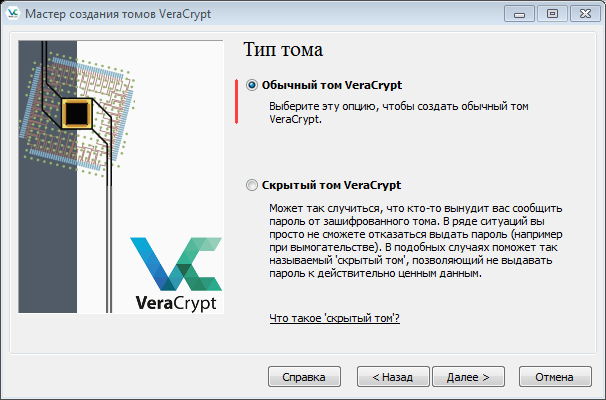 Мастер создания томов VeraCrypt
Тип тома
Обычный том VeraCrypt
Выберите эту опцию, чтобы создать обычный том
VeraCrypt.
Скрытый том VeraCrypt
Может так случиться, что кто-то вынудит вас сообщить
пароль от зашифрованного тома. В ряде ситуаций вы
просто не сможете отказаться выдать пароль (например
при вымогательстве). В подобных случаях поможет так
называемый 'скрытый том', позволяющий не выдавать
пароль к действительно ценным данным.
VeraCrypt
Что такое 'скрытый том'?
Справка
< Назад
Далее >
Отмена